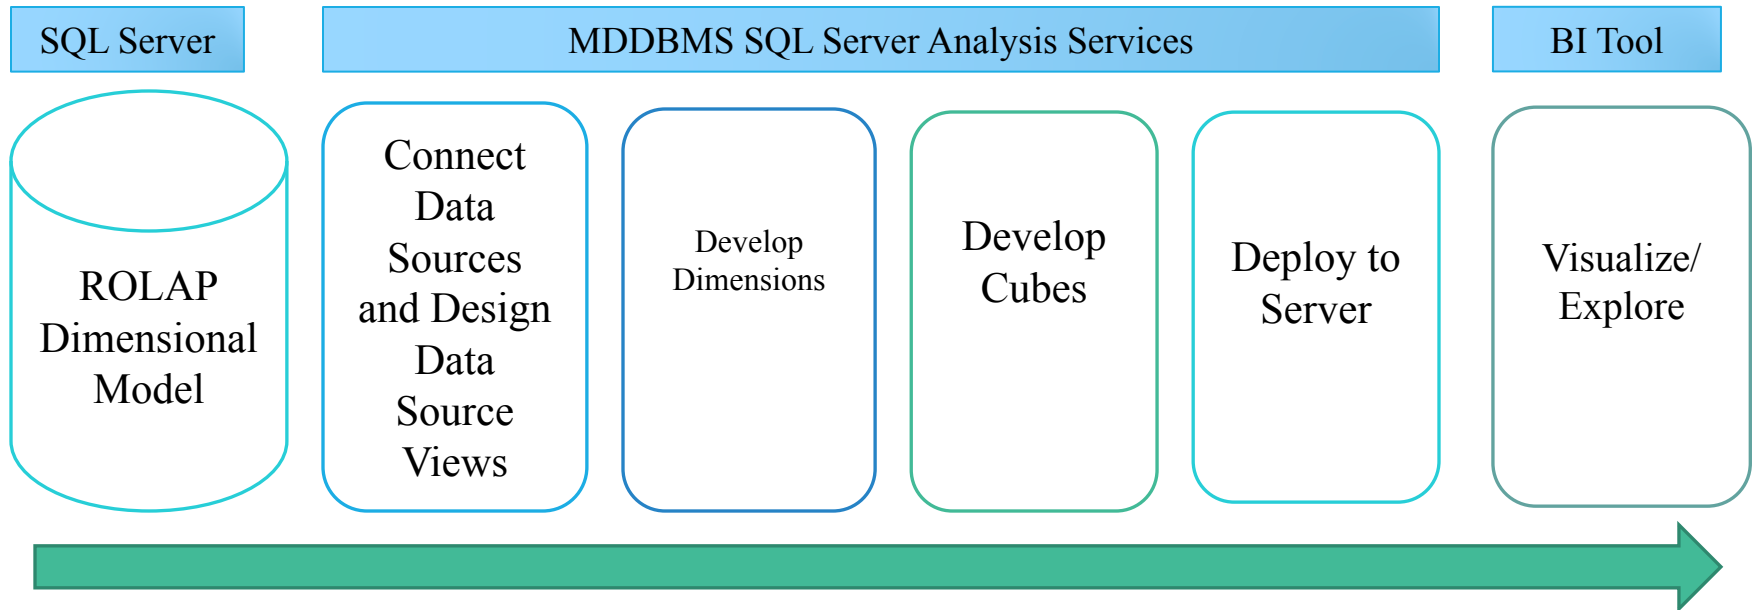 SQL Server
MDDBMS SQL Server Analysis Services
BI Tool
ROLAP
Dimensional
Model
Connect
Data
Sources
and Design
Data
Source
Views
Develop
Dimensions
Develop
Cubes
Deploy to
Server
Visualize/
Explore